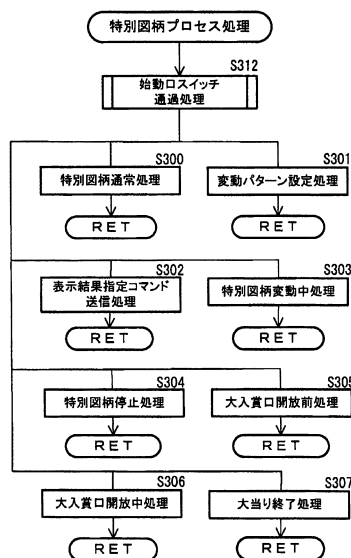 特別図柄プロセス処理
S312
始動口スイッチ
通過処理
S300
特別図柄通常処理
RET
S301
変動パターン設定処理
RET
S302
表示結果指定コマンド
送信処理
RET
S303
特別図柄変動中処理
RET
S304
特別図柄停止処理
RET
S305
大入賞口開放前処理
RET
S306
大入賞口開放中処理
RET
S307
大当り終了処理
RET